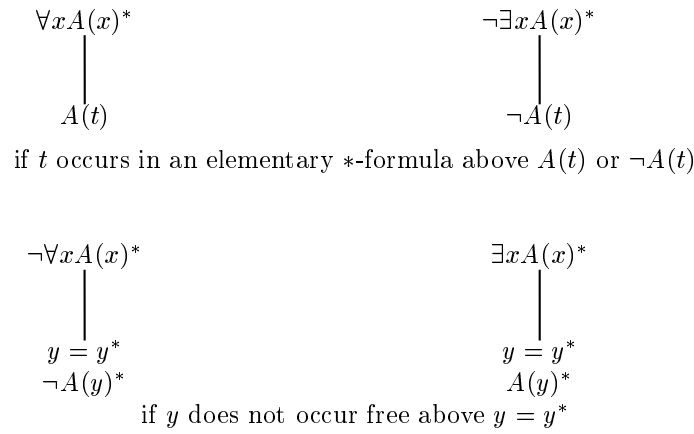 ∀xA(x)* ¬∃xA(x)*
A(t) ¬A(t)
if t occurs in an elementary ∗-formula above A(t) or ¬A(t)
¬∀xA(x)* ∃xA(x)*
y = y* y = y*
¬A(y)* A(y)*
if y does not occur free above y = y*